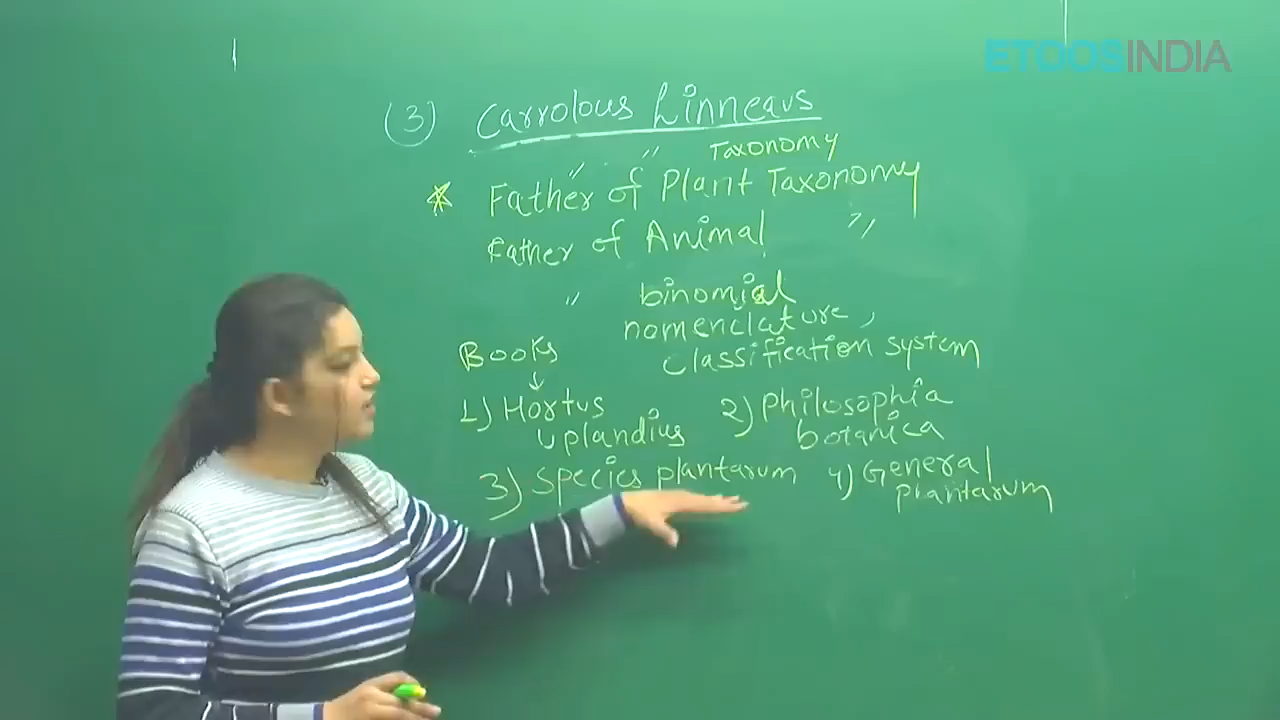 ETOOSINDIA
(3) Carrolous Linneavs
" " Taxonomy
* Father of Plant Taxonomy
Father of Animal "
" binomial
nomenclature,
classification system
Books
↓
1) Hortus
uplandius
2) Philosophia
botanica
3) Species plantarum
4) General
plantarum